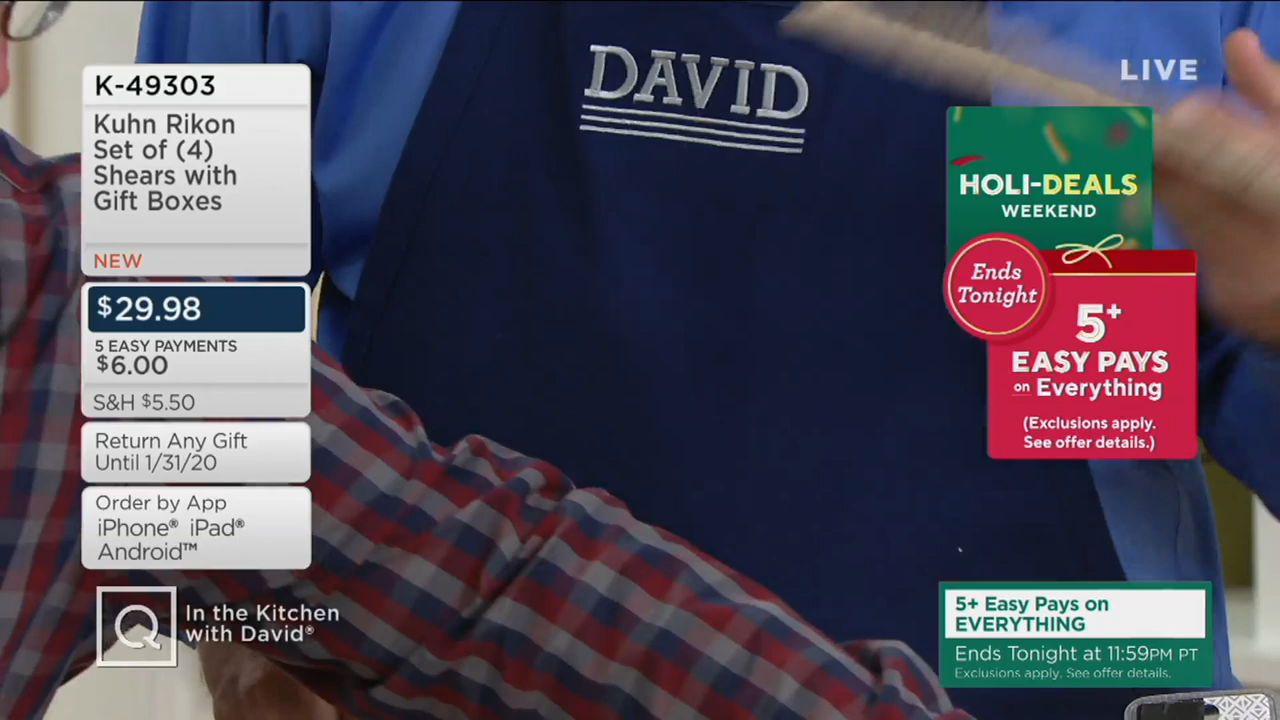 K-49303
Kuhn Rikon
Set of (4)
Shears with
Gift Boxes
NEW
$29.98
5 EASY PAYMENTS
$6.00
S&H $5.50
Return Any Gift
Until 1/31/20
Order by App
iPhone® iPad®
Android™
Q
In the Kitchen
with David®
DAVID
LIVE
HOLI-DEALS
WEEKEND
Ends
Tonight
5+
EASY PAYS
on Everything
(Exclusions apply.
See offer details.)
5+ Easy Pays on
EVERYTHING
Ends Tonight at 11:59PM PT
Exclusions apply. See offer details.